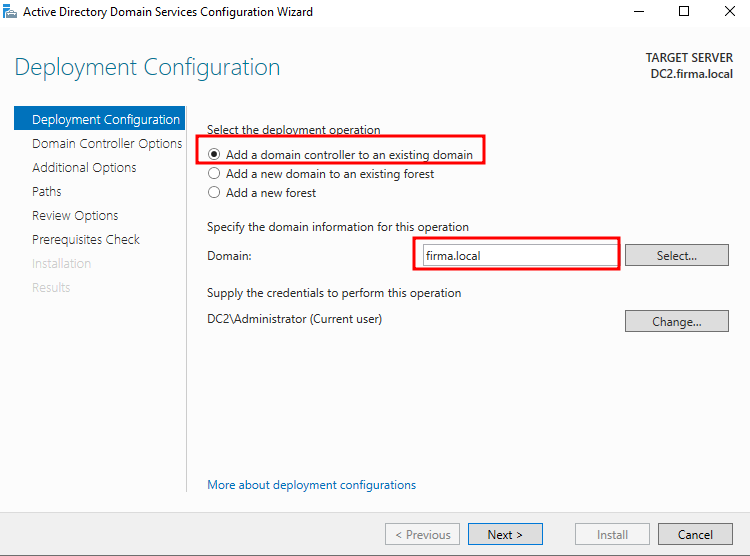 Active Directory Domain Services Configuration Wizard
Deployment Configuration
TARGET SERVER
DC2.firma.local
Deployment Configuration
Domain Controller Options
Additional Options
Paths
Review Options
Prerequisites Check
Installation
Results
Select the deployment operation
Add a domain controller to an existing domain
Add a new domain to an existing forest
Add a new forest
Specify the domain information for this operation
Domain:
firma.local
Select...
Supply the credentials to perform this operation
DC2\Administrator (Current user)
Change...
More about deployment configurations
< Previous
Next >
Install
Cancel